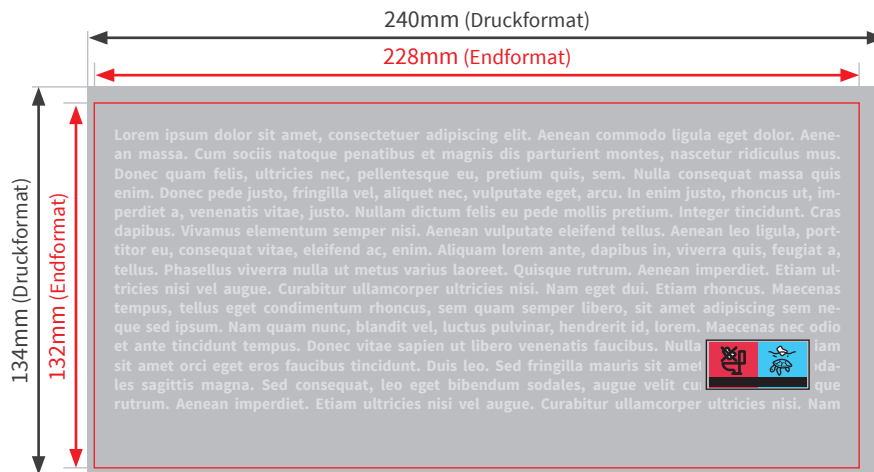 240mm (Druckformat)
228mm (Endformat)
134mm (Druckformat)
132mm (Endformat)
Lorem ipsum dolor sit amet, consectetuer adipiscing elit. Aenean commodo ligula eget dolor. Aene-
an massa. Cum sociis natoque penatibus et magnis dis parturient montes, nascetur ridiculus mus.
Donec quam felis, ultricies nec, pellentesque eu, pretium quis, sem. Nulla consequat massa quis
enim. Donec pede justo, fringilla vel, aliquet nec, vulputate eget, arcu. In enim justo, rhoncus ut, im-
perdiet a, venenatis vitae, justo. Nullam dictum felis eu pede mollis pretium. Integer tincidunt. Cras
dapibus. Vivamus elementum semper nisi. Aenean vulputate eleifend tellus. Aenean leo ligula, port-
titor eu, consequat vitae, eleifend ac, enim. Aliquam lorem ante, dapibus in, viverra quis, feugiat a,
tellus. Phasellus viverra nulla ut metus varius laoreet. Quisque rutrum. Aenean imperdiet. Etiam ul-
tricies nisi vel augue. Curabitur ullamcorper ultricies nisi. Nam eget dui. Etiam rhoncus. Maecenas
tempus, tellus eget condimentum rhoncus, sem quam semper libero, sit amet adipiscing sem ne-
que sed ipsum. Nam quam nunc, blandit vel, luctus pulvinar, hendrerit id, lorem. Maecenas nec odio
et ante tincidunt tempus. Donec vitae sapien ut libero venenatis faucibus. Nulla iam
sit amet orci eget eros faucibus tincidunt. Duis leo. Sed fringilla mauris sit amet da-
les sagittis magna. Sed consequat, leo eget bibendum sodales, augue velit cu que
rutrum. Aenean imperdiet. Etiam ultricies nisi vel augue. Curabitur ullamcorper ultricies nisi. Nam